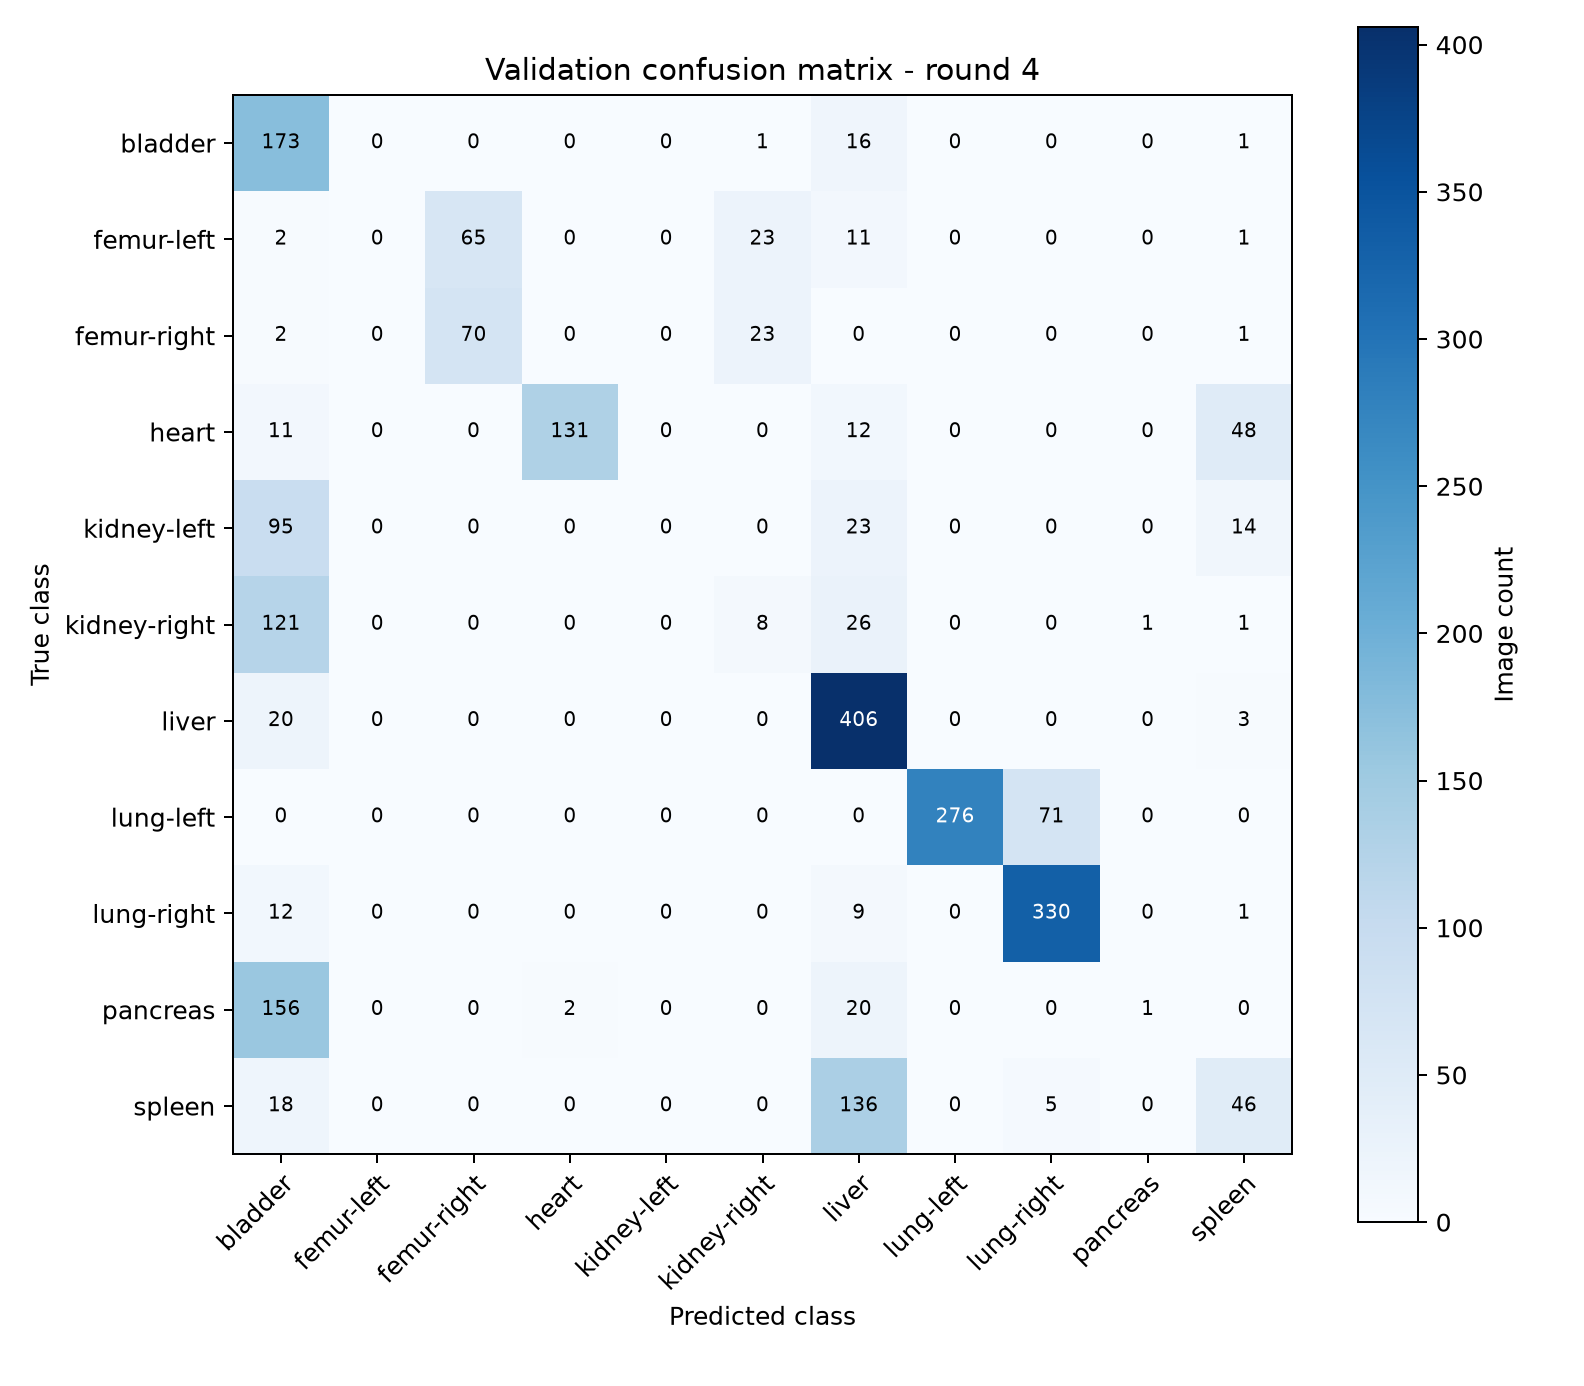 Validation confusion matrix - round 4
bladder 173 0 0 0 0 1 16 0 0 0 1
femur-left 2 0 65 0 0 23 11 0 0 0 1
femur-right 2 0 70 0 0 23 0 0 0 0 1
heart 11 0 0 131 0 0 12 0 0 0 48
kidney-left 95 0 0 0 0 0 23 0 0 0 14
kidney-right 121 0 0 0 0 8 26 0 0 1 1
liver 20 0 0 0 0 0 406 0 0 0 3
lung-left 0 0 0 0 0 0 0 276 71 0 0
lung-right 12 0 0 0 0 0 9 0 330 0 1
pancreas 156 0 0 2 0 0 20 0 0 1 0
spleen 18 0 0 0 0 0 136 0 5 0 46
True class
bladder femur-left femur-right heart kidney-left kidney-right liver lung-left lung-right pancreas spleen
Predicted class
400
350
300
250
200
150
100
50
0
Image count